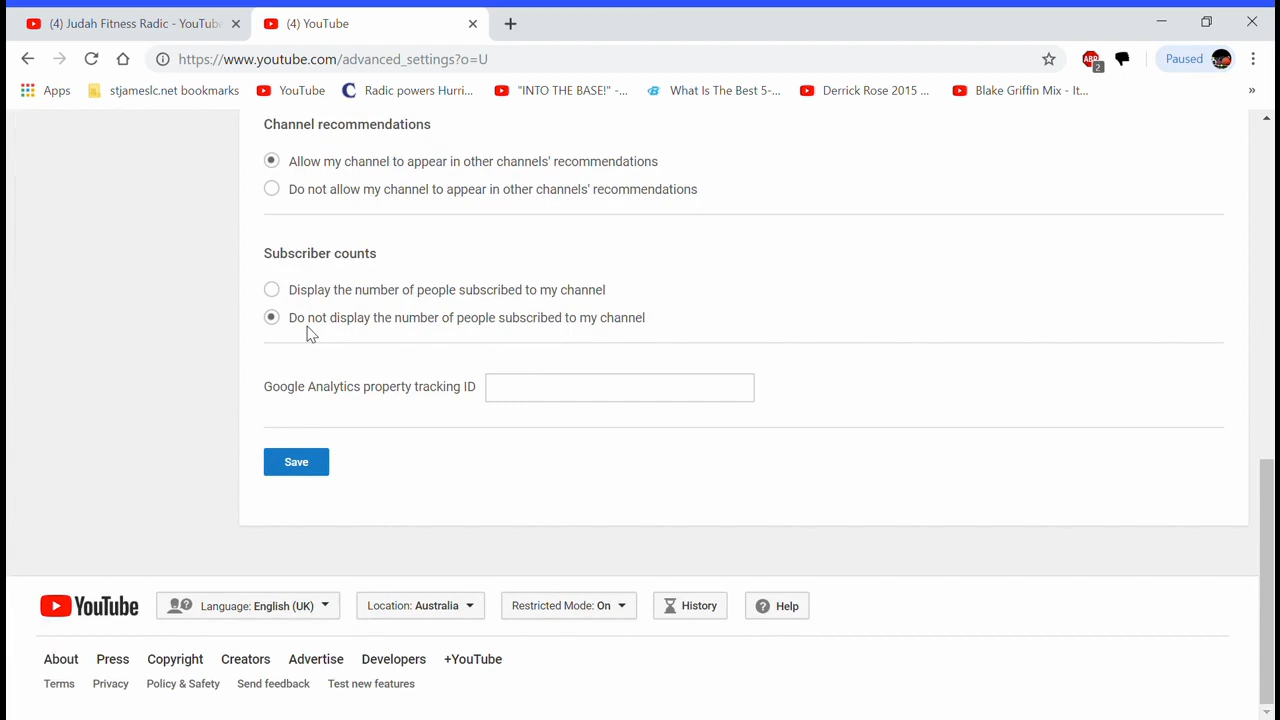 (4) Judah Fitness Radic - YouTub
(4) YouTube
https://www.youtube.com/advanced_settings?o=U
ABP
2
Paused
Apps
stjameslc.net bookmarks
YouTube
Radic powers Hurri...
"INTO THE BASE!" -...
What Is The Best 5-...
Derrick Rose 2015 ...
Blake Griffin Mix - It...
»
Channel recommendations
Allow my channel to appear in other channels' recommendations
Do not allow my channel to appear in other channels' recommendations
Subscriber counts
Display the number of people subscribed to my channel
Do not display the number of people subscribed to my channel
Google Analytics property tracking ID
Save
YouTube
Language: English (UK)
Location: Australia
Restricted Mode: On
History
Help
About
Press
Copyright
Creators
Advertise
Developers
+YouTube
Terms
Privacy
Policy & Safety
Send feedback
Test new features